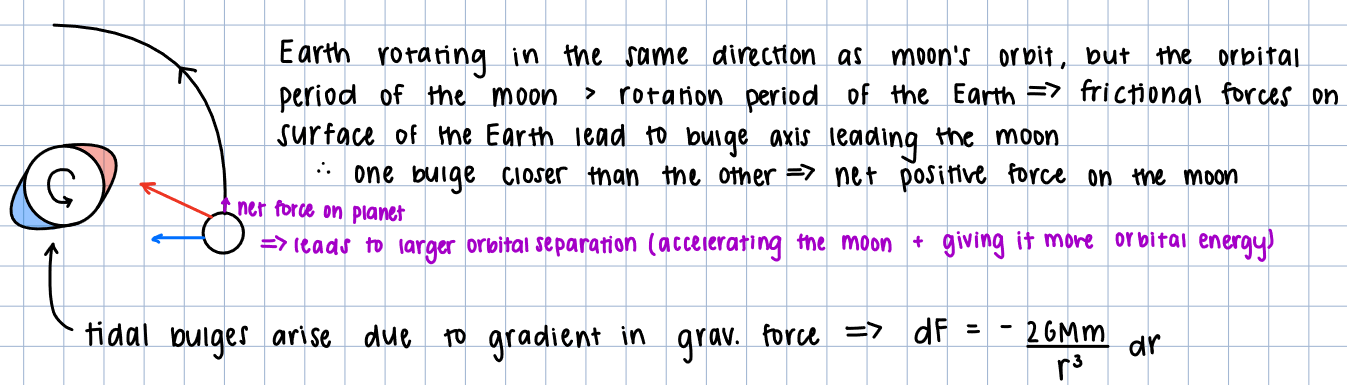 Earth rotating in the same direction as moon's orbit, but the orbital
period of the moon > rotation period of the Earth => frictional forces on
surface of the Earth lead to bulge axis leading the moon
∴ one bulge closer than the other => net positive force on the moon
net force on planet
=> leads to larger orbital separation (accelerating the moon + giving it more orbital energy)
tidal bulges arise due to gradient in grav. force => dF = - 2GMm/r³ dr